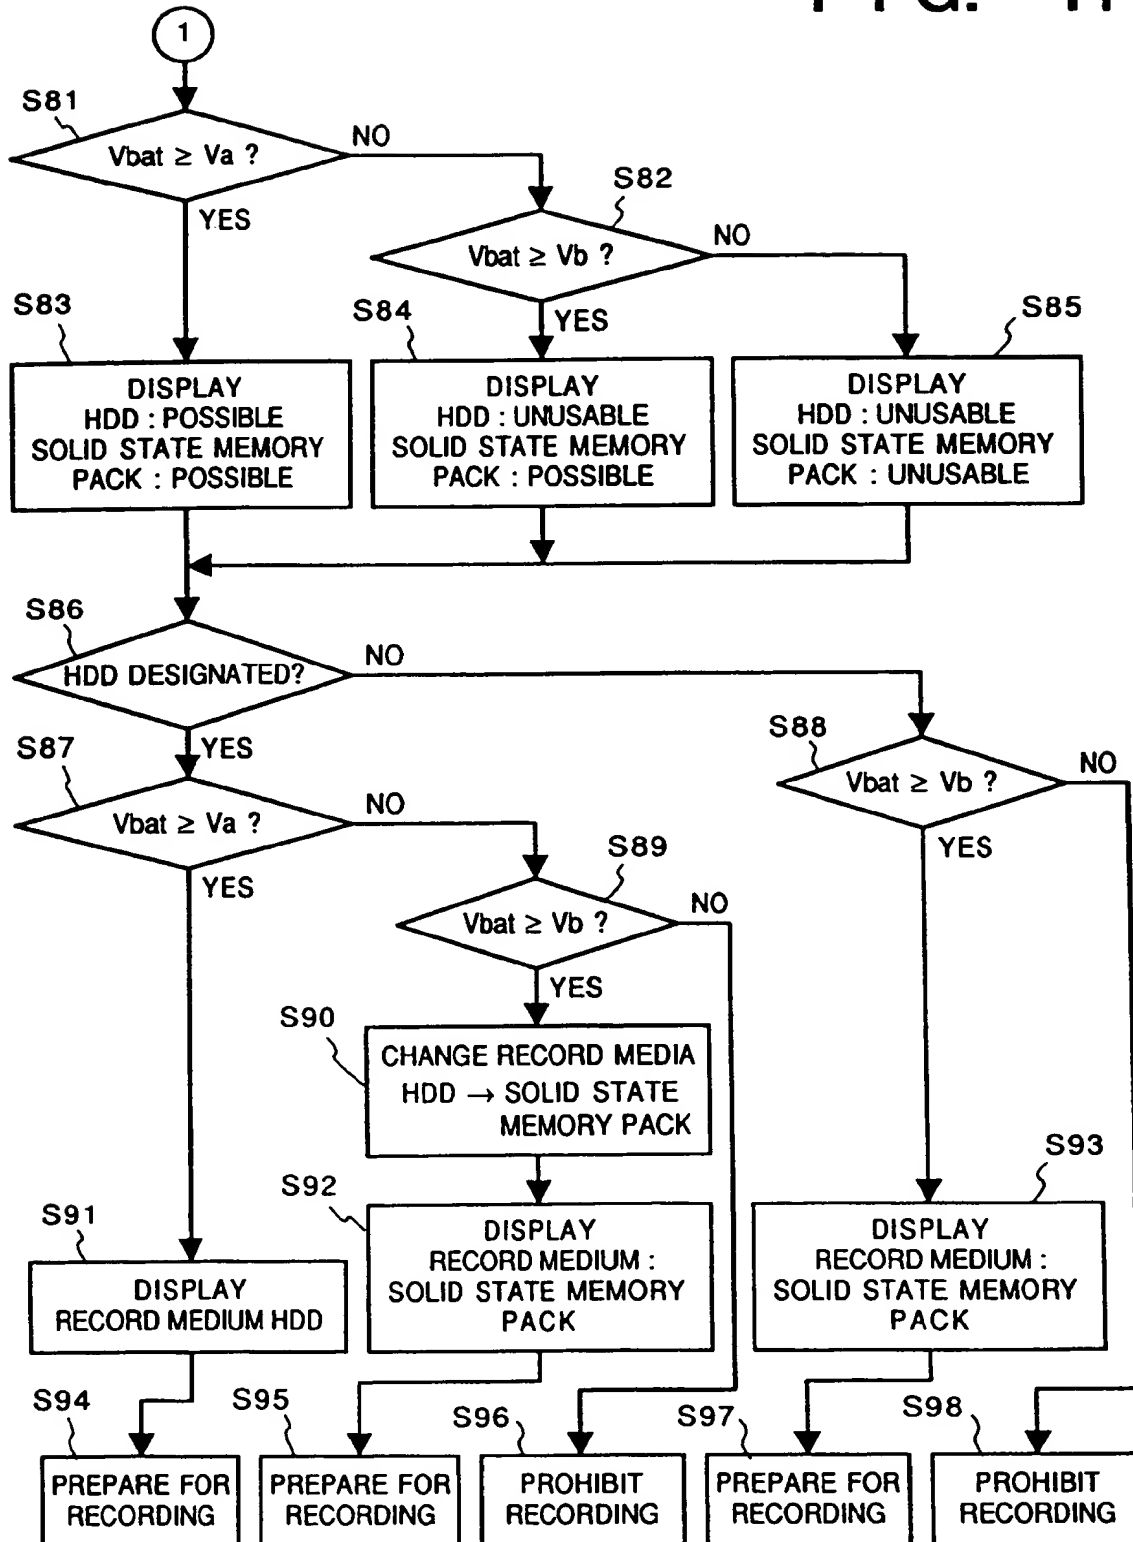 FIG.
1
S81
Vbat ≥ Va ?
NO
YES
S82
Vbat ≥ Vb ?
NO
YES
S83
DISPLAY
HDD : POSSIBLE
SOLID STATE MEMORY
PACK : POSSIBLE
S84
DISPLAY
HDD : UNUSABLE
SOLID STATE MEMORY
PACK : POSSIBLE
S85
DISPLAY
HDD : UNUSABLE
SOLID STATE MEMORY
PACK : UNUSABLE
S86
HDD DESIGNATED?
NO
YES
S87
Vbat ≥ Va ?
NO
YES
S88
Vbat ≥ Vb ?
NO
YES
S89
Vbat ≥ Vb ?
NO
YES
S90
CHANGE RECORD MEDIA
HDD → SOLID STATE
MEMORY PACK
S91
DISPLAY
RECORD MEDIUM HDD
S92
DISPLAY
RECORD MEDIUM :
SOLID STATE MEMORY
PACK
S93
DISPLAY
RECORD MEDIUM :
SOLID STATE MEMORY
PACK
S94
PREPARE FOR
RECORDING
S95
PREPARE FOR
RECORDING
S96
PROHIBIT
RECORDING
S97
PREPARE FOR
RECORDING
S98
PROHIBIT
RECORDING